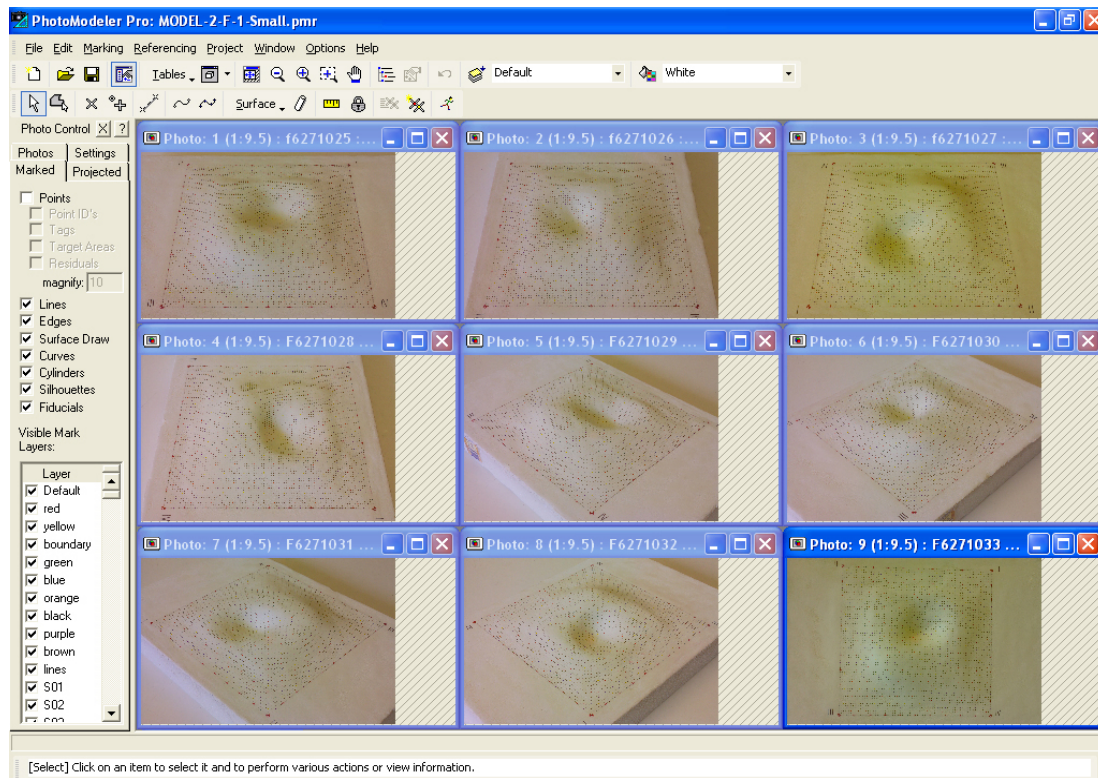 PhotoModeler Pro: MODEL-2-F-1-Small.pmr
File Edit Marking Referencing Project Window Options Help
Tables Default White
Surface
Photo Control
Photos Settings
Marked Projected
Points
Point ID's
Tags
Target Areas
Residuals
magnify: 10
Lines
Edges
Surface Draw
Curves
Cylinders
Silhouettes
Fiducials
Visible Mark
Layers:
Layer
Default
red
yellow
boundary
green
blue
orange
black
purple
brown
lines
S01
S02
Photo: 1 (1:9.5) : f6271025 :...
Photo: 2 (1:9.5) : f6271026 :...
Photo: 3 (1:9.5) : f6271027 :...
Photo: 4 (1:9.5) : F6271028 ...
Photo: 5 (1:9.5) : F6271029 ...
Photo: 6 (1:9.5) : F6271030 ...
Photo: 7 (1:9.5) : F6271031 ...
Photo: 8 (1:9.5) : F6271032 ...
Photo: 9 (1:9.5) : F6271033 ...
[Select] Click on an item to select it and to perform various actions or view information.